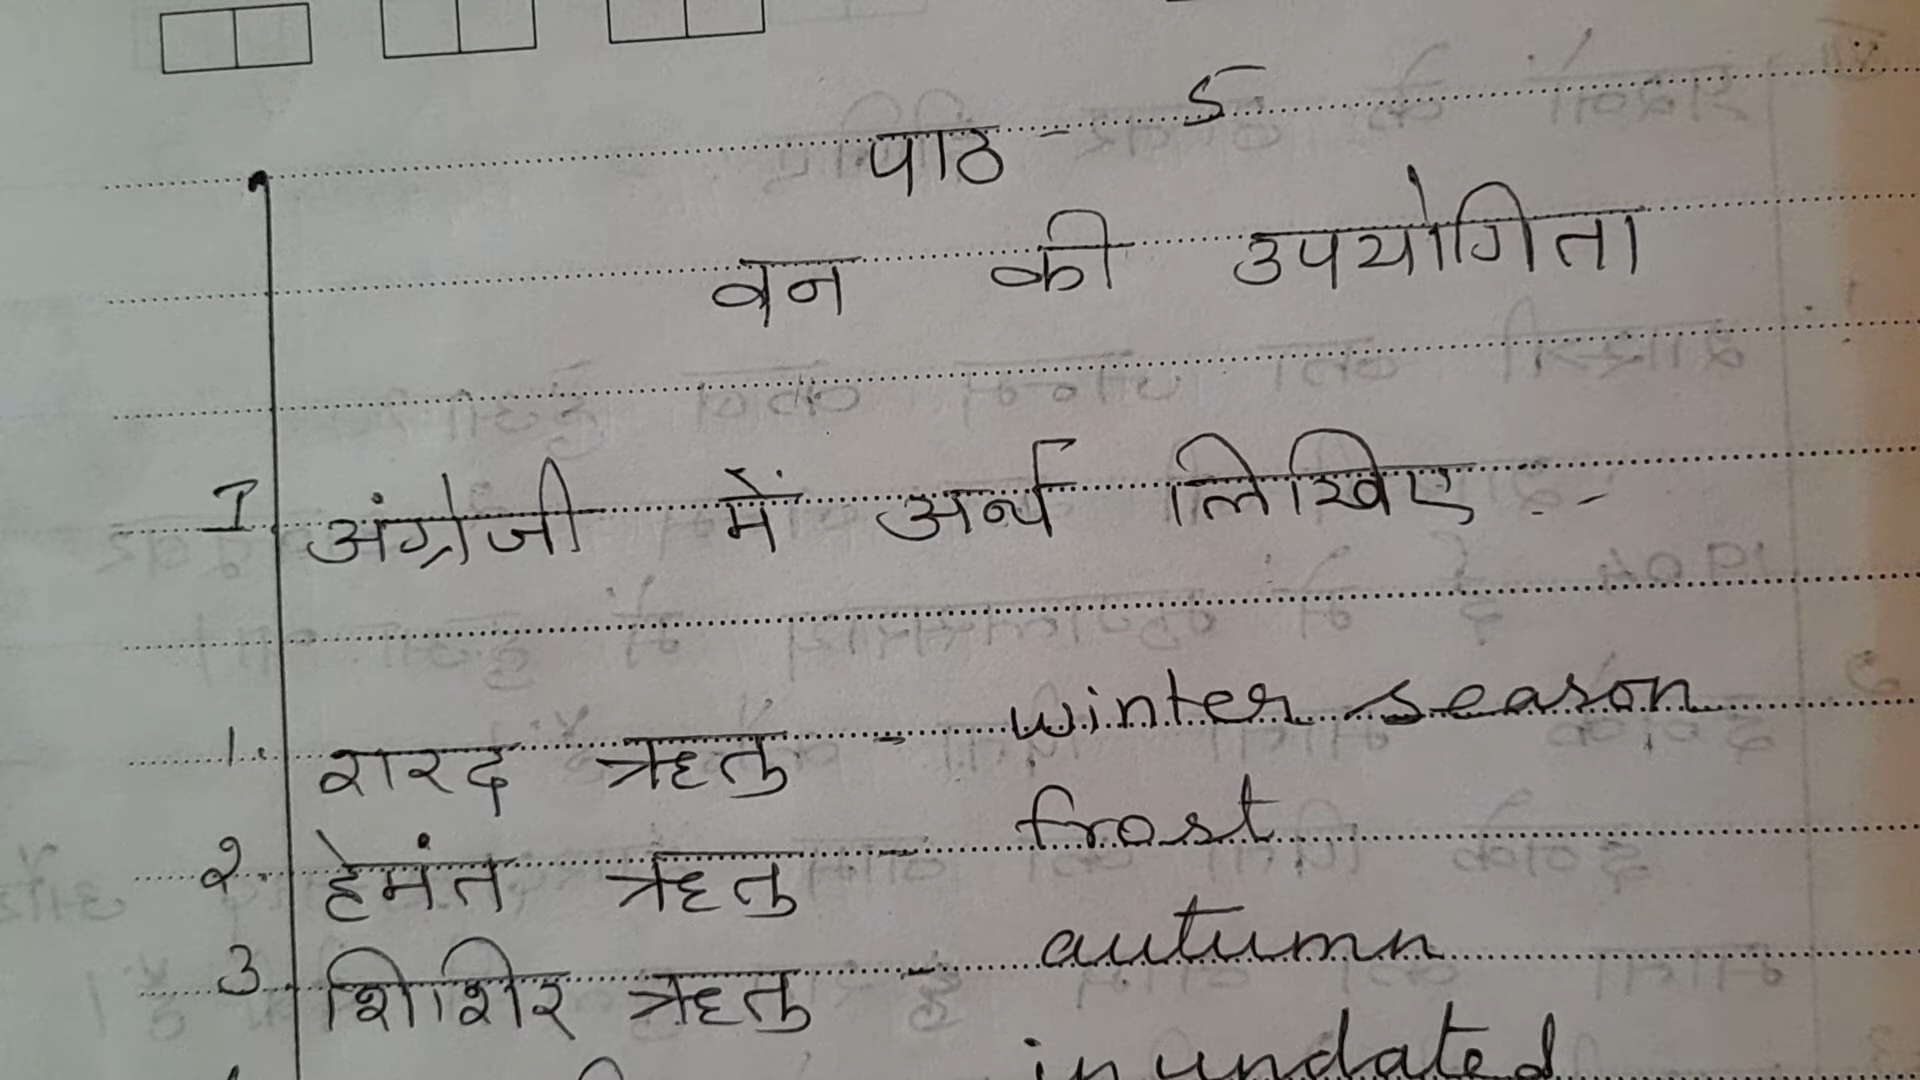 पाठ - 5
वन की उपयोगिता
I अंग्रेजी में अर्थ लिखिए :-
1. शरद ऋतु - winter season
2. हेमंत ऋतु - frost
3. शिशिर ऋतु - autumn
inundated